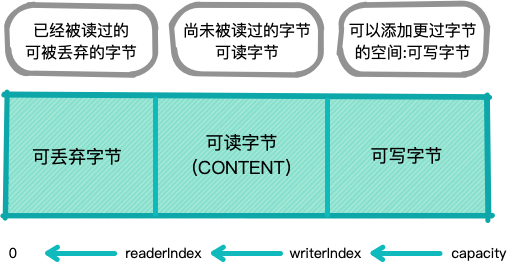 已经被读过的
可被丢弃的字节
尚未被读过的字节
可读字节
可以添加更过字节
的空间:可写字节
可丢弃字节
可读字节
(CONTENT)
可写字节
0
readerIndex
writerIndex
capacity